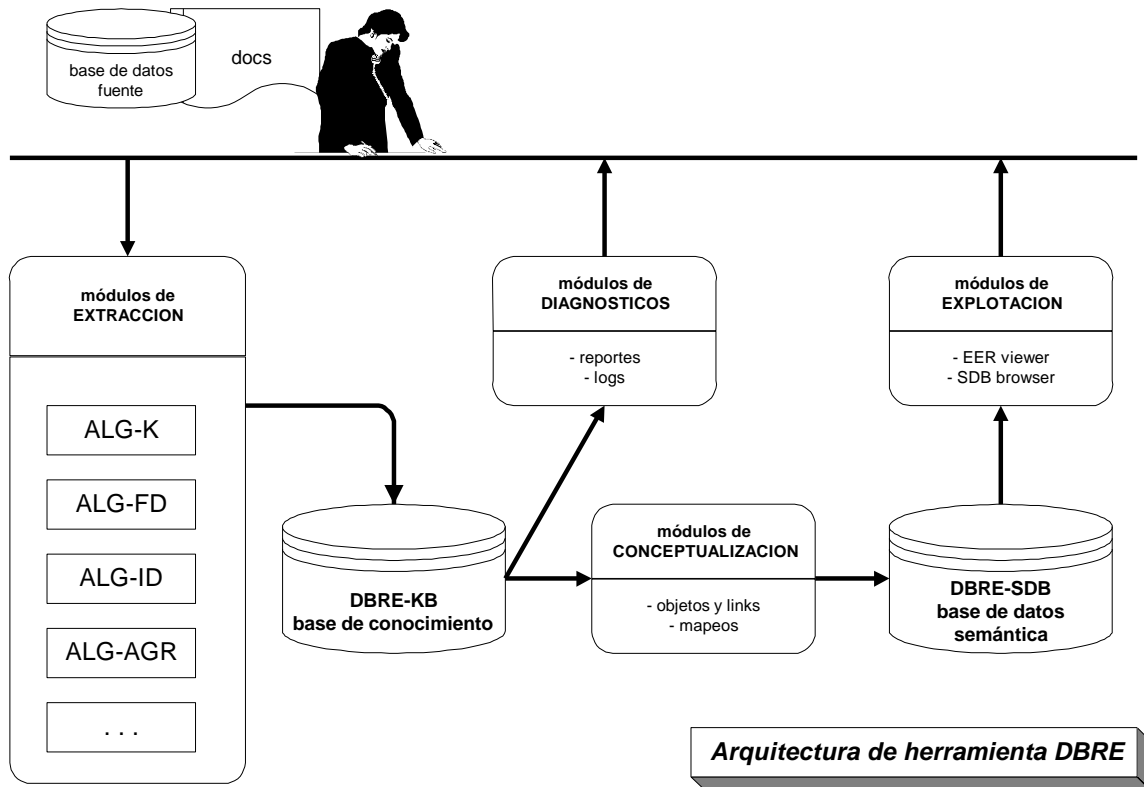 base de datos
fuente
docs
módulos de
EXTRACCION
ALG-K
ALG-FD
ALG-ID
ALG-AGR
. . .
módulos de
DIAGNOSTICOS
- reportes
- logs
módulos de
EXPLOTACION
- EER viewer
- SDB browser
DBRE-KB
base de conocimiento
módulos de
CONCEPTUALIZACION
- objetos y links
- mapeos
DBRE-SDB
base de datos
semántica
Arquitectura de herramienta DBRE